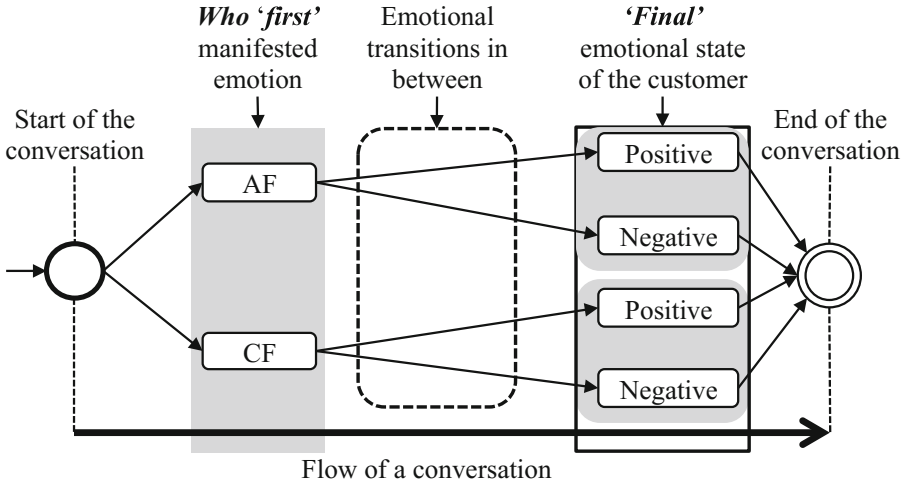 Who ‘first’
manifested
emotion
Emotional
transitions in
between
‘Final’
emotional state
of the customer
Start of the
conversation
End of the
conversation
AF
CF
Positive
Negative
Positive
Negative
Flow of a conversation